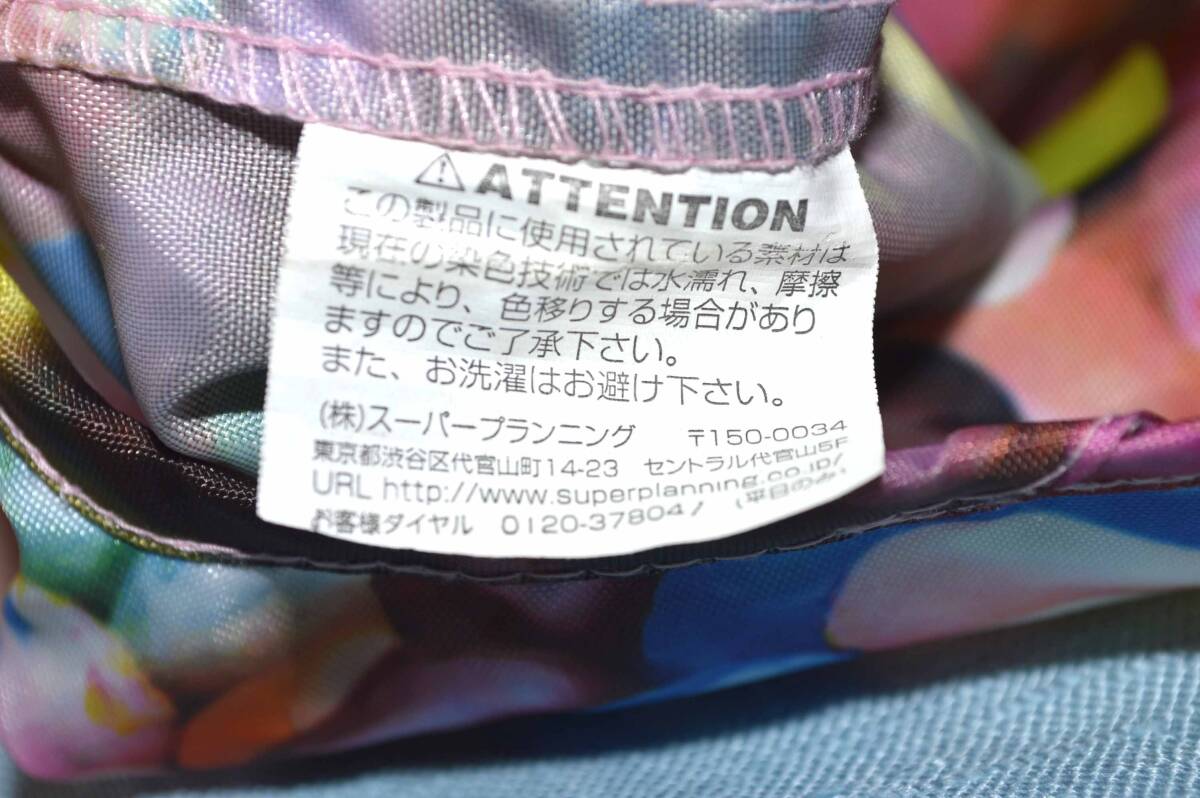 ⚠ATTENTION
この製品に使用されている素材は
現在の染色技術では水濡れ、摩擦
等により、色移りする場合があり
ますのでご了承下さい。
また、お洗濯はお避け下さい。
(株)スーパープランニング 〒150-0034
東京都渋谷区代官山町14-23 セントラル代官山5F
URL http://www.superplanning.co.jp/
お客様ダイヤル 0120-378047 (平日のみ)